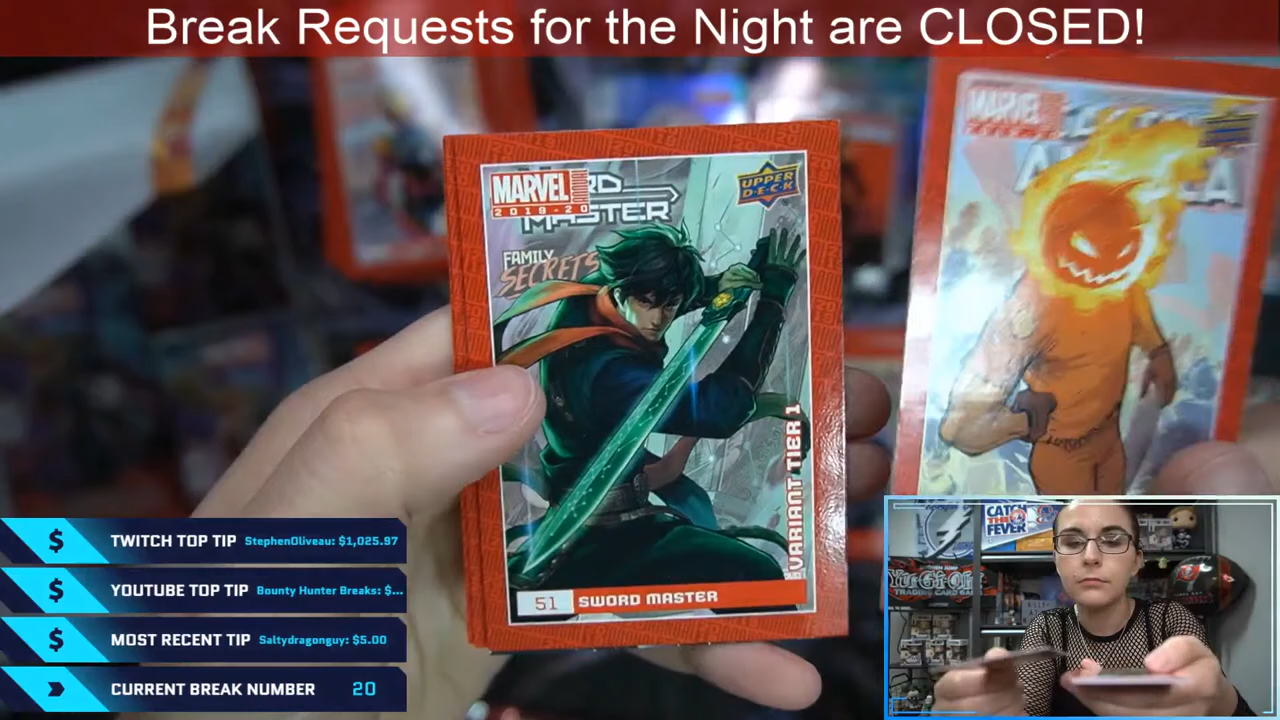 Break Requests for the Night are CLOSED!
MARVEL ANNUAL
2019-20
UPPER
D.E.C.K
RD
MASTER
FAMILY
SECRETS
VARIANT TIER 1
51 SWORD MASTER
MARVEL
$ TWITCH TOP TIP StephenOliveau: $1,025.97
$ YOUTUBE TOP TIP Bounty Hunter Breaks: $...
$ MOST RECENT TIP Saltydragonguy: $5.00
CURRENT BREAK NUMBER 20
CATCH
THE
FEVER
Yu-Gi-Oh!
TRADING CARD GAME